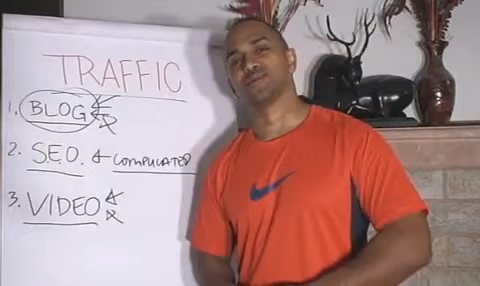 TRAFFIC
1. BLOG
2. S.E.O. COMPLICATED
3. VIDEO